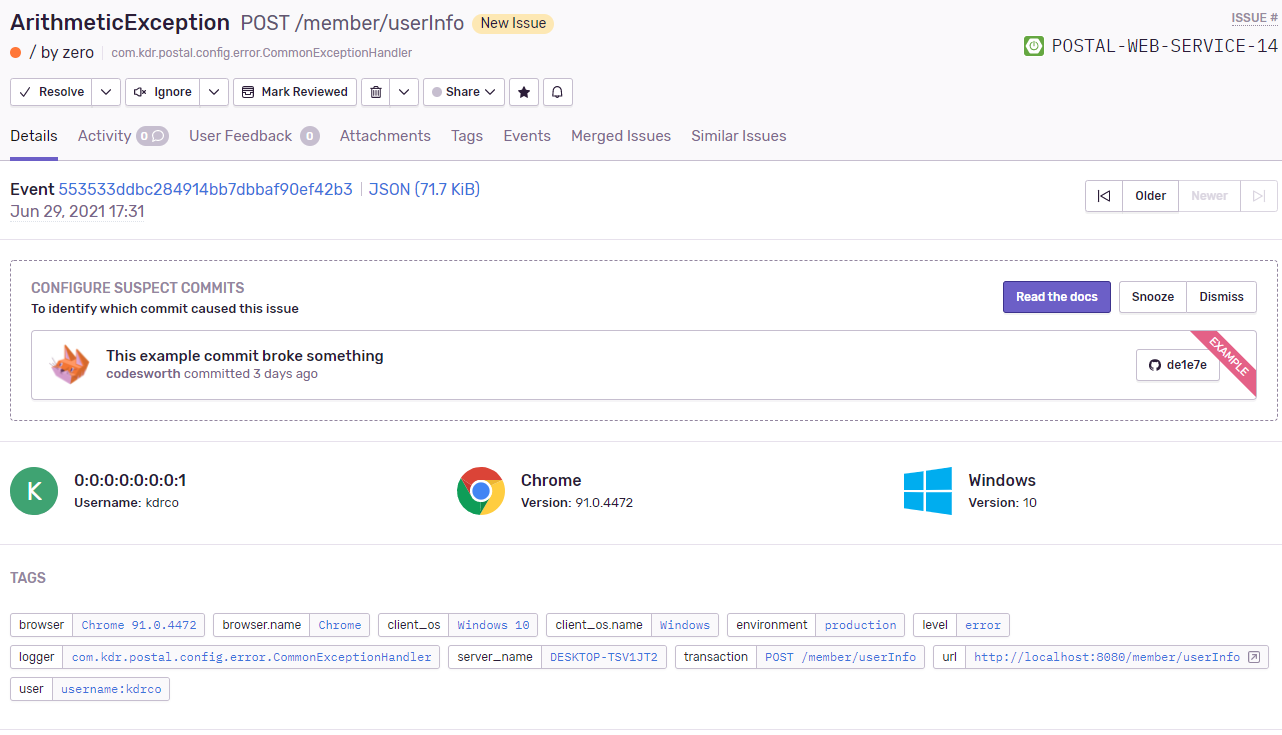 ArithmeticException POST /member/userInfo New Issue
ISSUE #
/ by zero com.kdr.postal.config.error.CommonExceptionHandler
POSTAL-WEB-SERVICE-14
Resolve Ignore Mark Reviewed Share
Details Activity 0 User Feedback 0 Attachments Tags Events Merged Issues Similar Issues
Event 553533ddbc284914bb7dbbaf90ef42b3 JSON (71.7 KiB)
Jun 29, 2021 17:31
Older Newer
CONFIGURE SUSPECT COMMITS
To identify which commit caused this issue
Read the docs Snooze Dismiss
This example commit broke something
codesworth committed 3 days ago
de1e7e
EXAMPLE
K
0:0:0:0:0:0:0:1
Username: kdrco
Chrome
Version: 91.0.4472
Windows
Version: 10
TAGS
browser Chrome 91.0.4472 browser.name Chrome client_os Windows 10 client_os.name Windows environment production level error
logger com.kdr.postal.config.error.CommonExceptionHandler server_name DESKTOP-TSV1JT2 transaction POST /member/userInfo url http://localhost:8080/member/userInfo
user username:kdrco